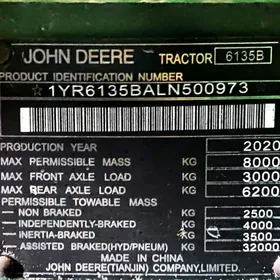 JOHN DEERE TRACTOR 6135B
PRODUCT IDENTIFICATION NUMBER
☆1YR6135BALN500973
PRODUCTION YEAR 2020
MAX PERMISSIBLE MASS KG 8000
MAX FRONT AXLE LOAD KG 3000
MAX REAR AXLE LOAD KG 6200
PERMISSIBLE TOWABLE MASS
– NON BRAKED KG 2500
– INDEPENDENTLY-BRAKED KG 4000
– INERTIA-BRAKED KG 3500
– ASSISTED BRAKED(HYD/PNEUM) KG 32000
MADE IN CHINA
JOHN DEERE(TIANJIN) COMPANY,LIMITED.